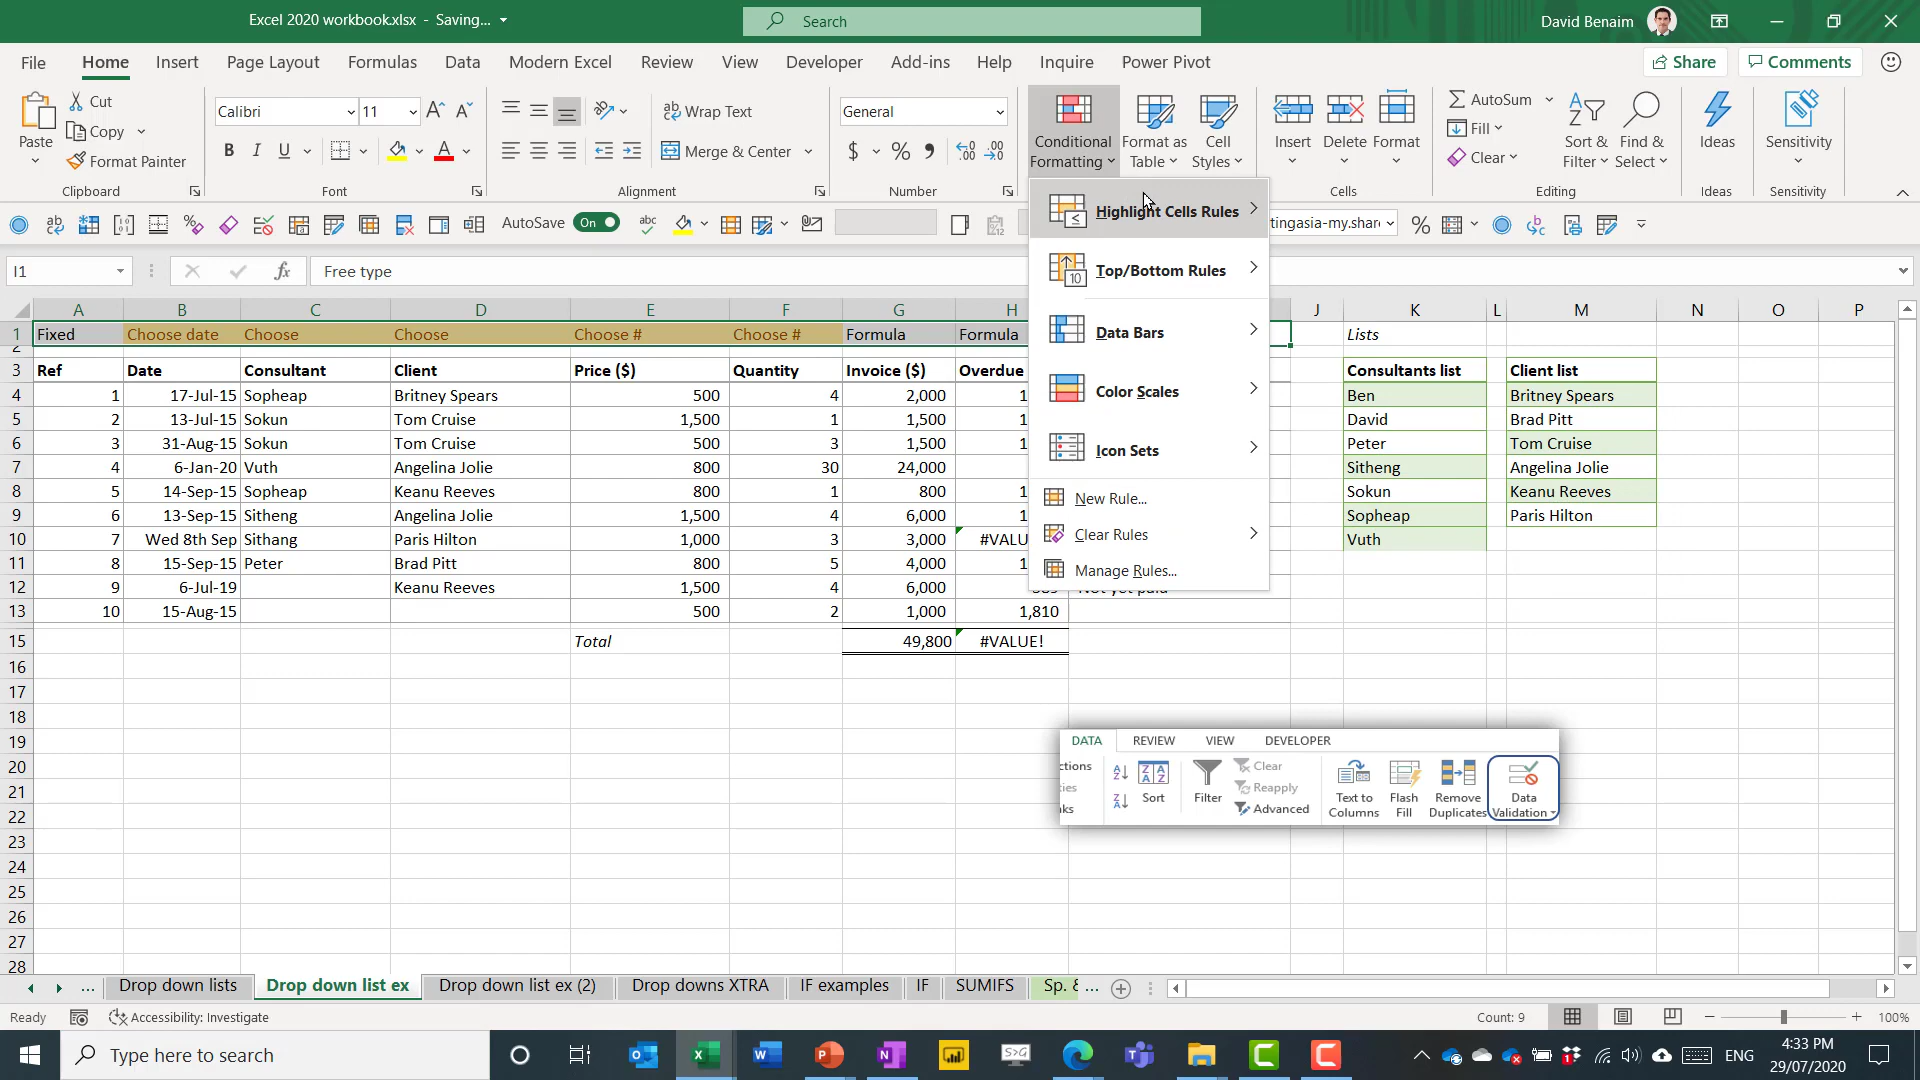 Excel 2020 workbook.xlsx - Saving...
Search
David Benaim
File Home Insert Page Layout Formulas Data Modern Excel Review View Developer Add-ins Help Inquire Power Pivot
Share Comments
Paste
Cut
Copy
Format Painter
Clipboard
Calibri 11
B I U A
Font
Wrap Text
Merge & Center
Alignment
General
$ %
Number
Conditional Formatting
Format as Table
Cell Styles
Insert Delete Format
Cells
AutoSum
Fill
Clear
Sort & Filter
Find & Select
Editing
Ideas
Ideas
Sensitivity
Sensitivity
AutoSave On
tingasia-my.share
I1 fx Free type
Highlight Cells Rules
Top/Bottom Rules
Data Bars
Color Scales
Icon Sets
New Rule...
Clear Rules
Manage Rules...
A B C D E F G H J K L M N O P
1 Fixed Choose date Choose Choose Choose # Choose # Formula Formula Lists
2
3 Ref Date Consultant Client Price ($) Quantity Invoice ($) Overdue Consultants list Client list
4 1 17-Jul-15 Sopheap Britney Spears 500 4 2,000 1 Ben Britney Spears
5 2 13-Jul-15 Sokun Tom Cruise 1,500 1 1,500 1 David Brad Pitt
6 3 31-Aug-15 Sokun Tom Cruise 500 3 1,500 1 Peter Tom Cruise
7 4 6-Jan-20 Vuth Angelina Jolie 800 30 24,000 Sitheng Angelina Jolie
8 5 14-Sep-15 Sopheap Keanu Reeves 800 1 800 1 Sokun Keanu Reeves
9 6 13-Sep-15 Sitheng Angelina Jolie 1,500 4 6,000 1 Sopheap Paris Hilton
10 7 Wed 8th Sep Sithang Paris Hilton 1,000 3 3,000 #VALU Vuth
11 8 15-Sep-15 Peter Brad Pitt 800 5 4,000 1
12 9 6-Jul-19 Keanu Reeves 1,500 4 6,000 Not yet paid
13 10 15-Aug-15 500 2 1,000 1,810
15 Total 49,800 #VALUE!
16
17
18
19
20
21
22
23
24
25
26
27
28
DATA REVIEW VIEW DEVELOPER
ctions
ies
ks
Sort
Filter
Clear
Reapply
Advanced
Text to Columns
Flash Fill
Remove Duplicates
Data Validation
... Drop down lists Drop down list ex Drop down list ex (2) Drop downs XTRA IF examples IF SUMIFS Sp. & ...
Ready Accessibility: Investigate Count: 9 100%
Type here to search
ENG
4:33 PM
29/07/2020